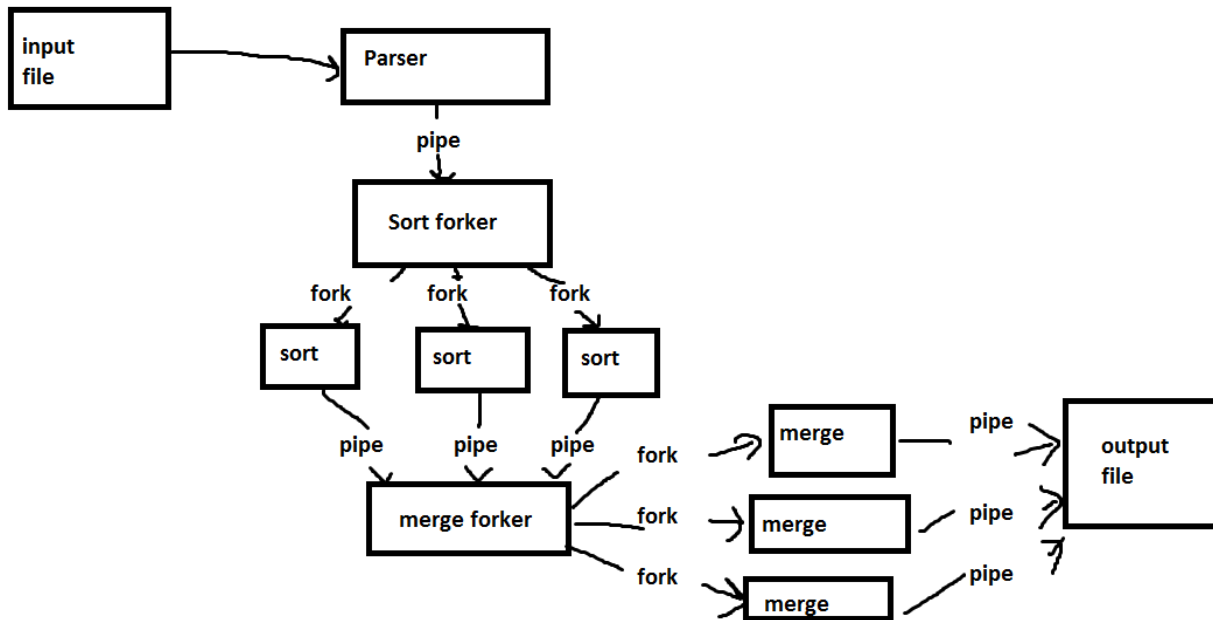 input
file
Parser
pipe
Sort forker
fork
fork
fork
sort
sort
sort
pipe
pipe
pipe
merge forker
fork
fork
fork
merge
merge
merge
pipe
pipe
pipe
output
file